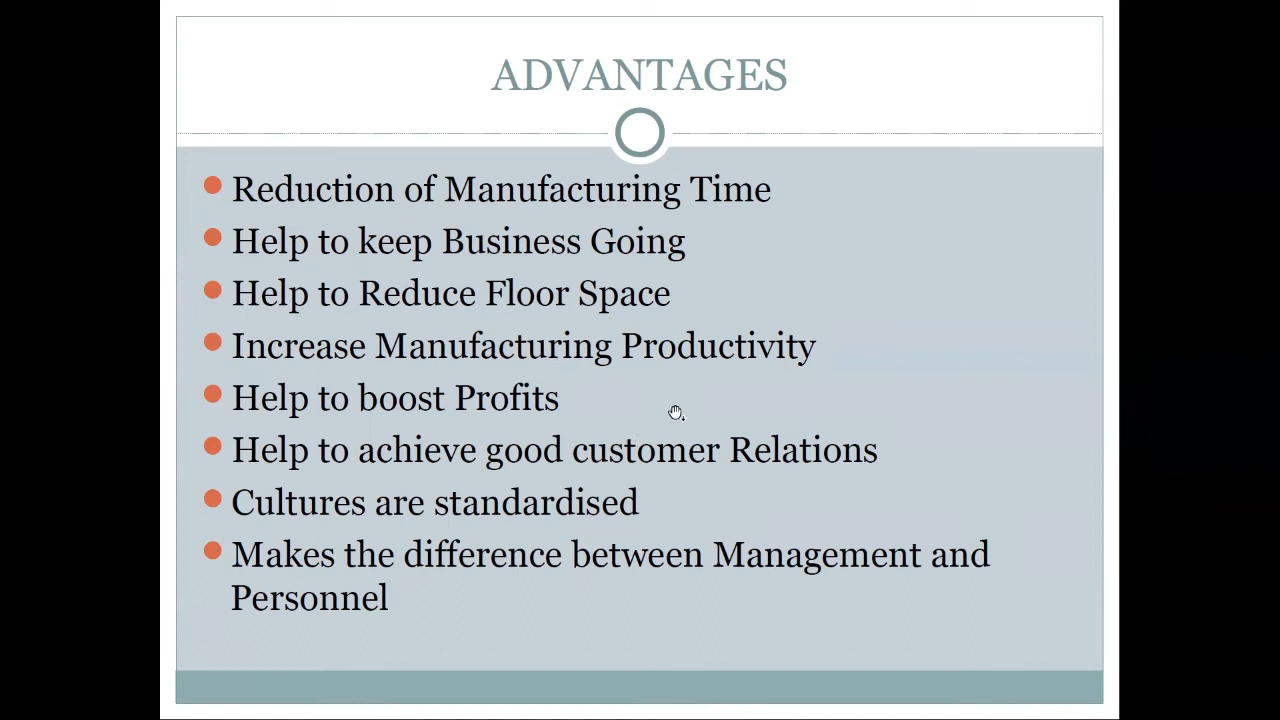 ADVANTAGES
Reduction of Manufacturing Time
Help to keep Business Going
Help to Reduce Floor Space
Increase Manufacturing Productivity
Help to boost Profits
Help to achieve good customer Relations
Cultures are standardised
Makes the difference between Management and
Personnel